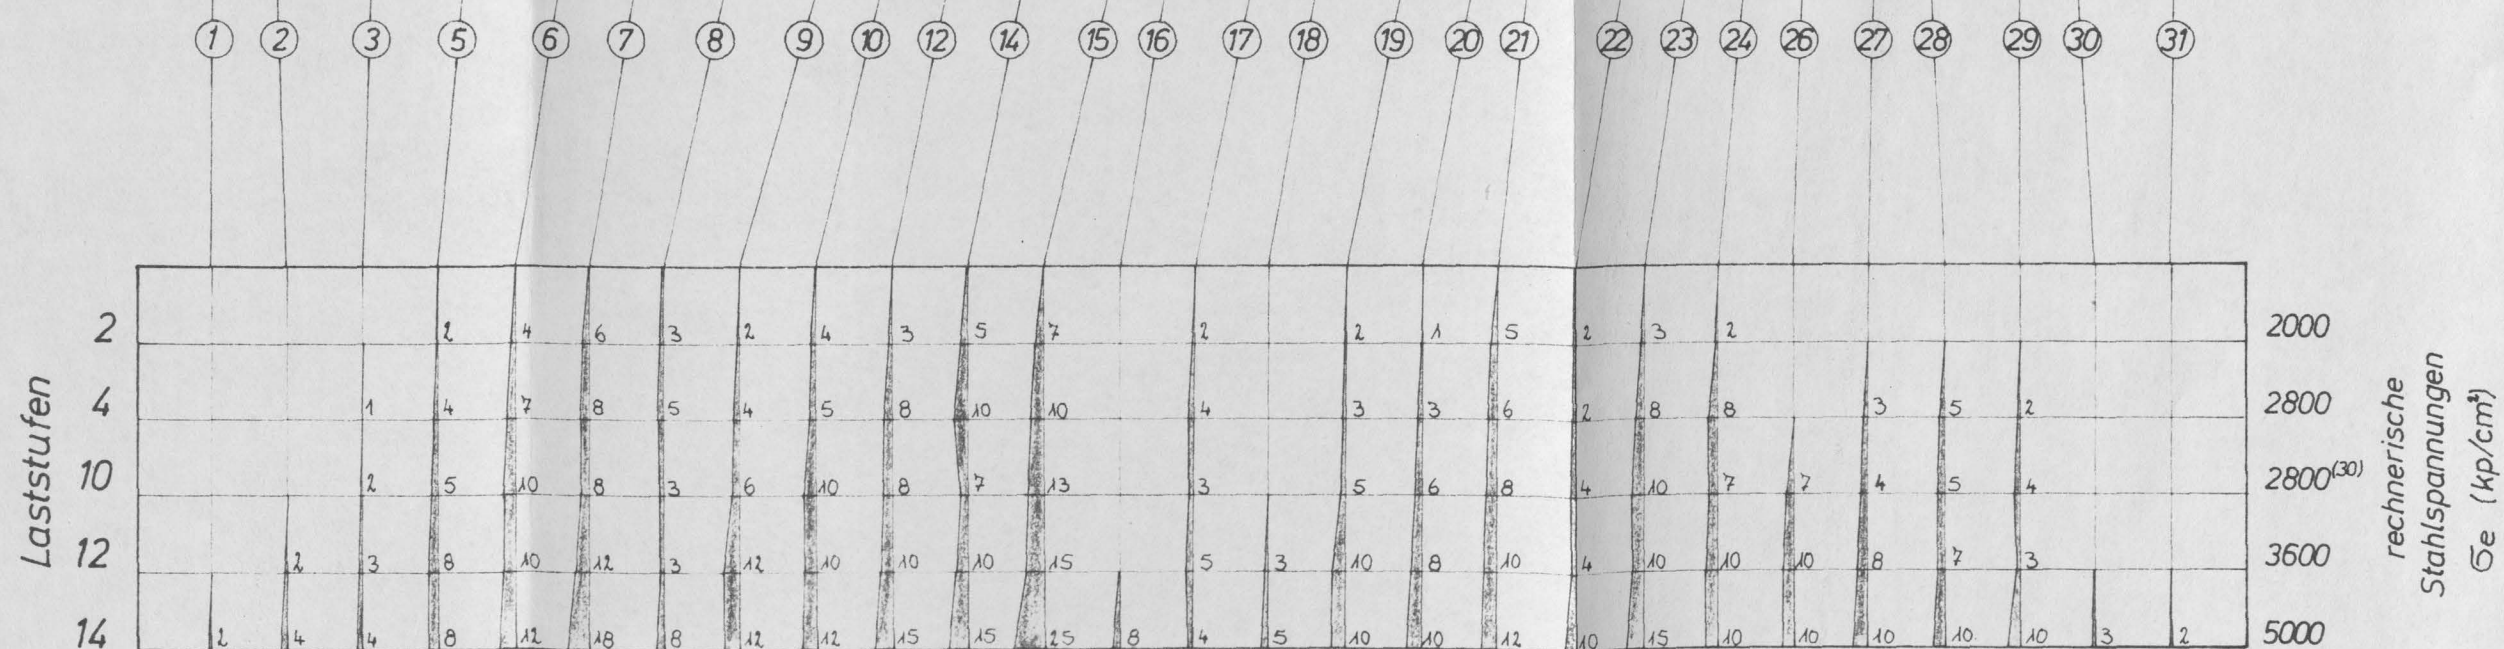 1 2 3 5 6 7 8 9 10 12 14 15 16 17 18 19 20 21 22 23 24 26 27 28 29 30 31
Laststufen
2 2 4 6 3 2 4 3 5 7 2 2 1 5 2 3 2 2000
4 1 4 7 8 5 4 5 8 10 10 4 3 3 6 2 8 8 3 5 2 2800
10 2 5 10 8 3 6 10 8 7 13 3 5 6 8 4 10 7 7 4 5 4 2800(30)
12 2 3 8 10 12 3 12 10 10 10 15 5 3 10 8 10 4 10 10 10 8 7 3 3600
14 2 4 4 8 12 18 8 12 12 15 15 25 8 4 5 10 10 12 10 15 10 10 10 10 10 3 2 5000
rechnerische
Stahlspannungen
σe (kp/cm²)